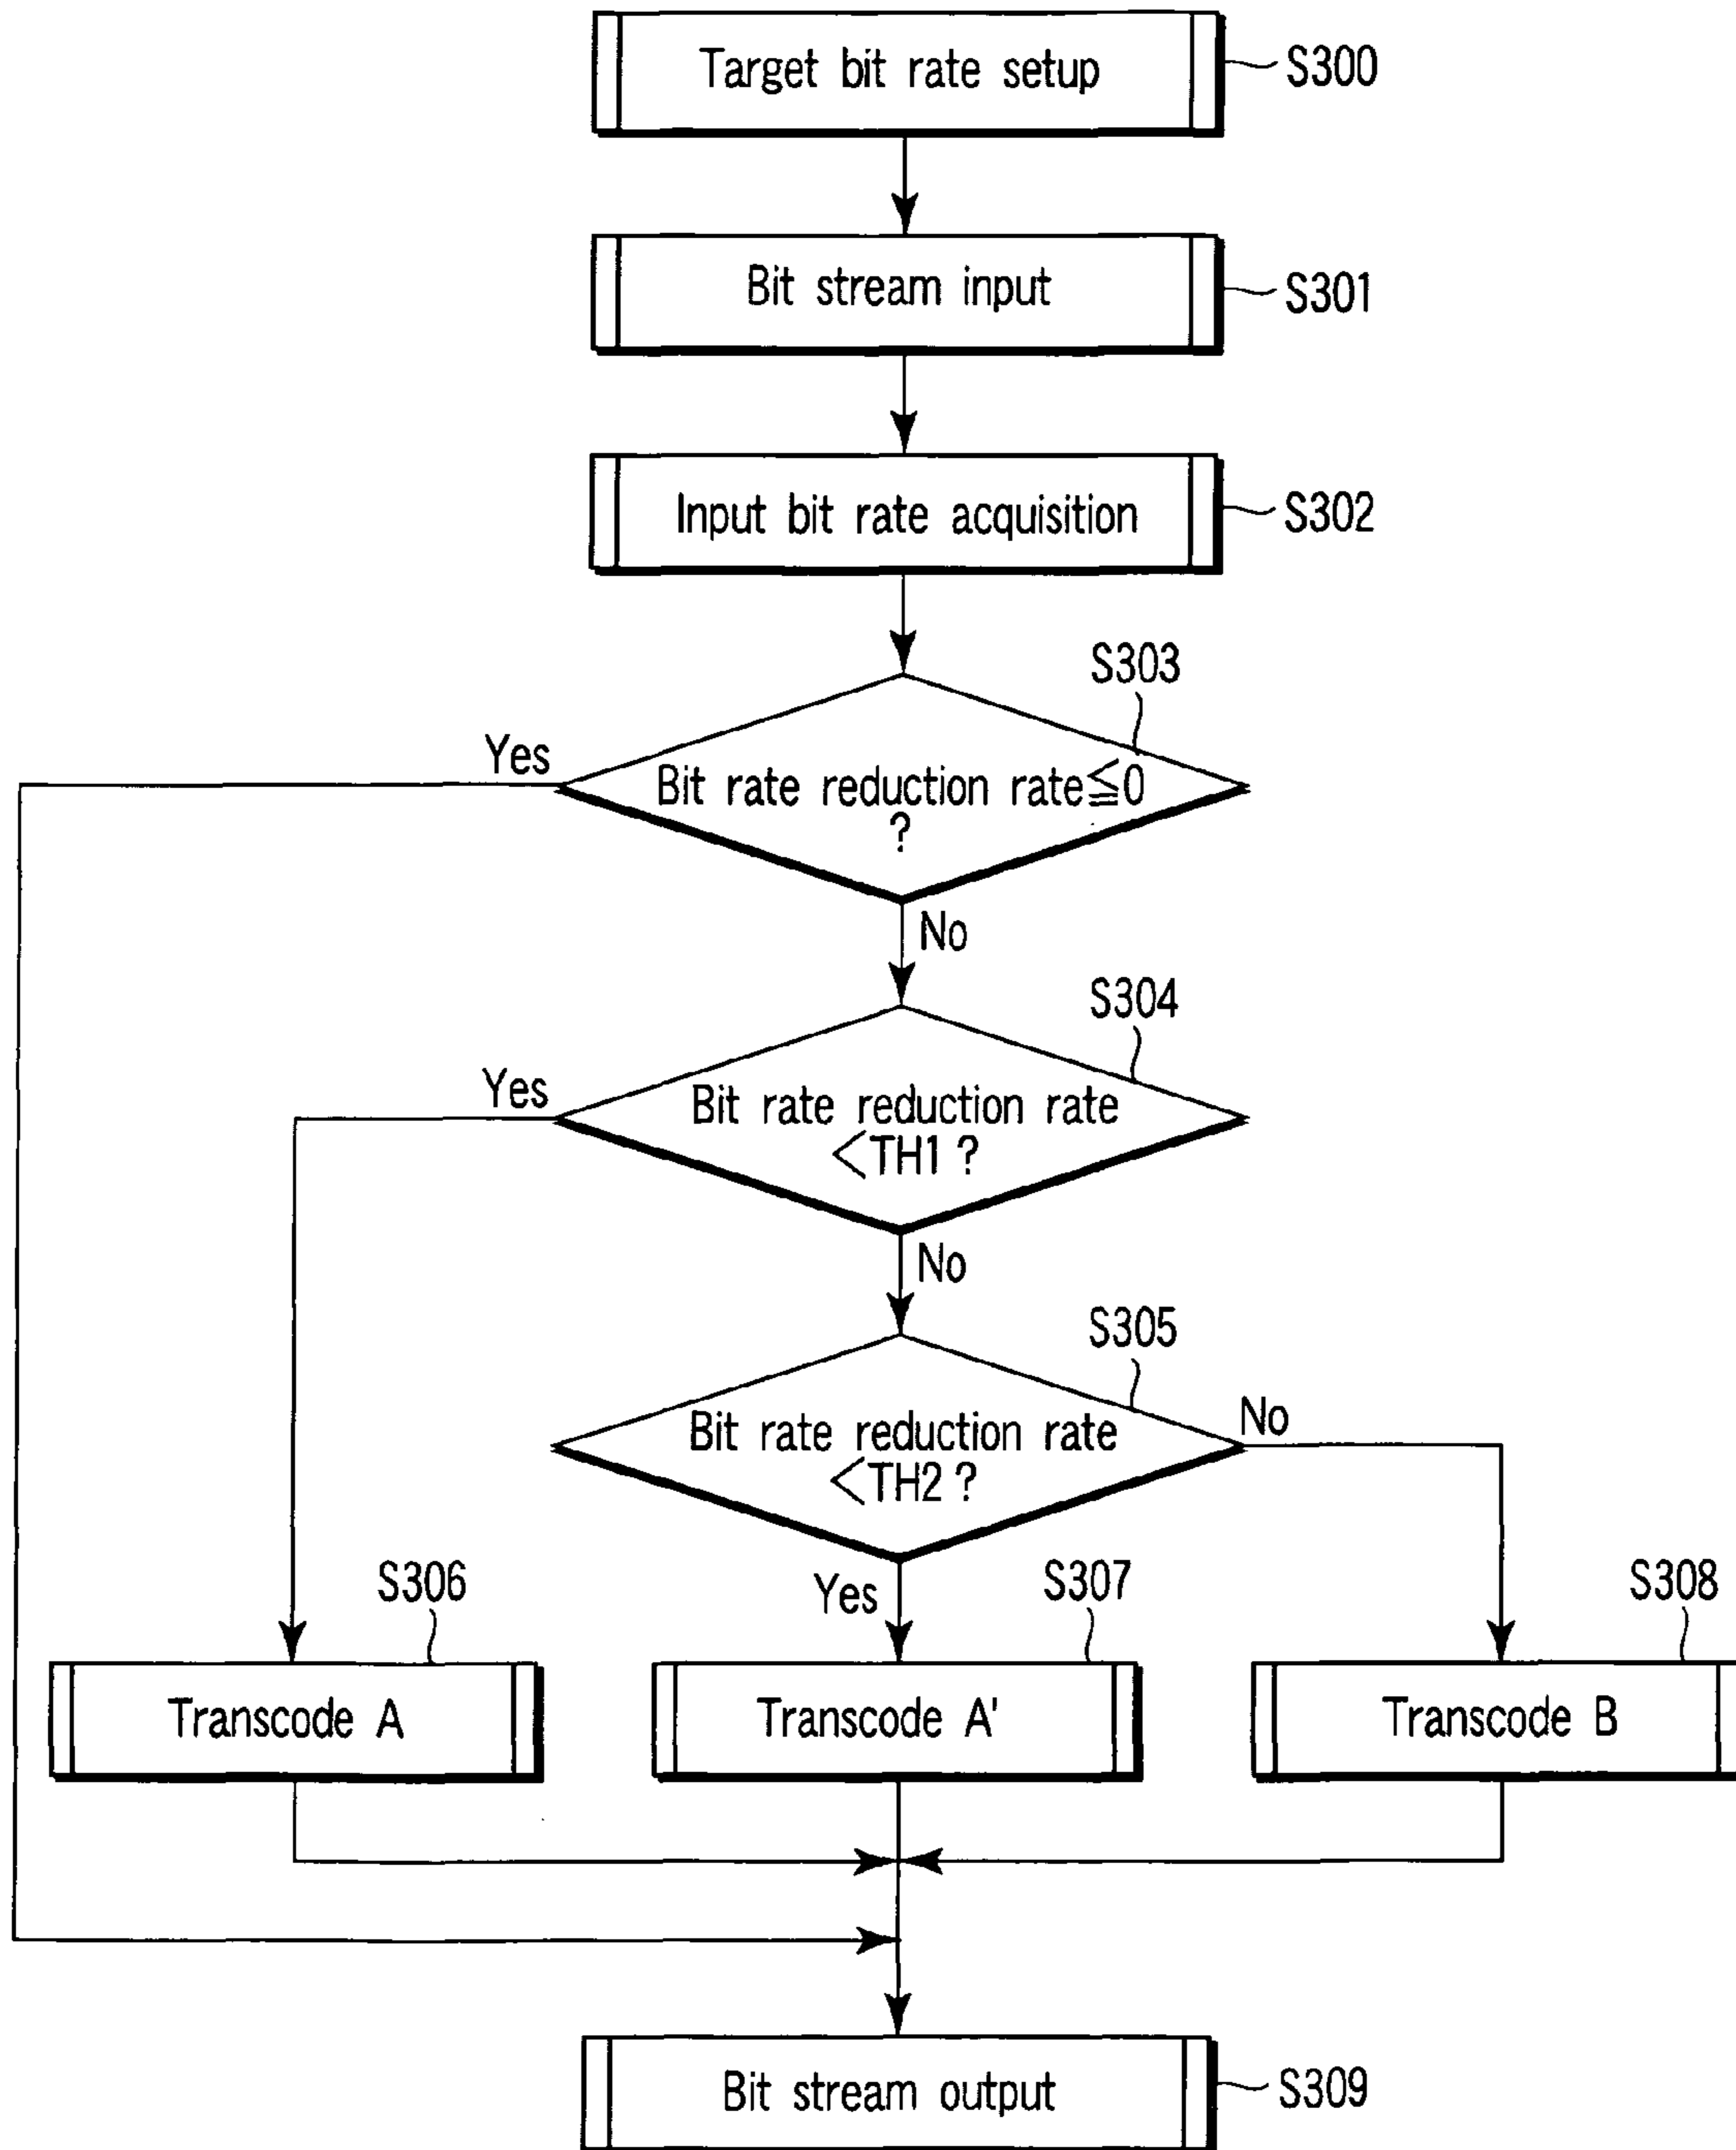 Target bit rate setup
S300
Bit stream input
S301
Input bit rate acquisition
S302
S303
Yes
Bit rate reduction rate≦0
?
No
S304
Yes
Bit rate reduction rate
<TH1 ?
No
S305
Bit rate reduction rate
<TH2 ?
No
Yes
S306
S307
S308
Transcode A
Transcode A'
Transcode B
Bit stream output
S309